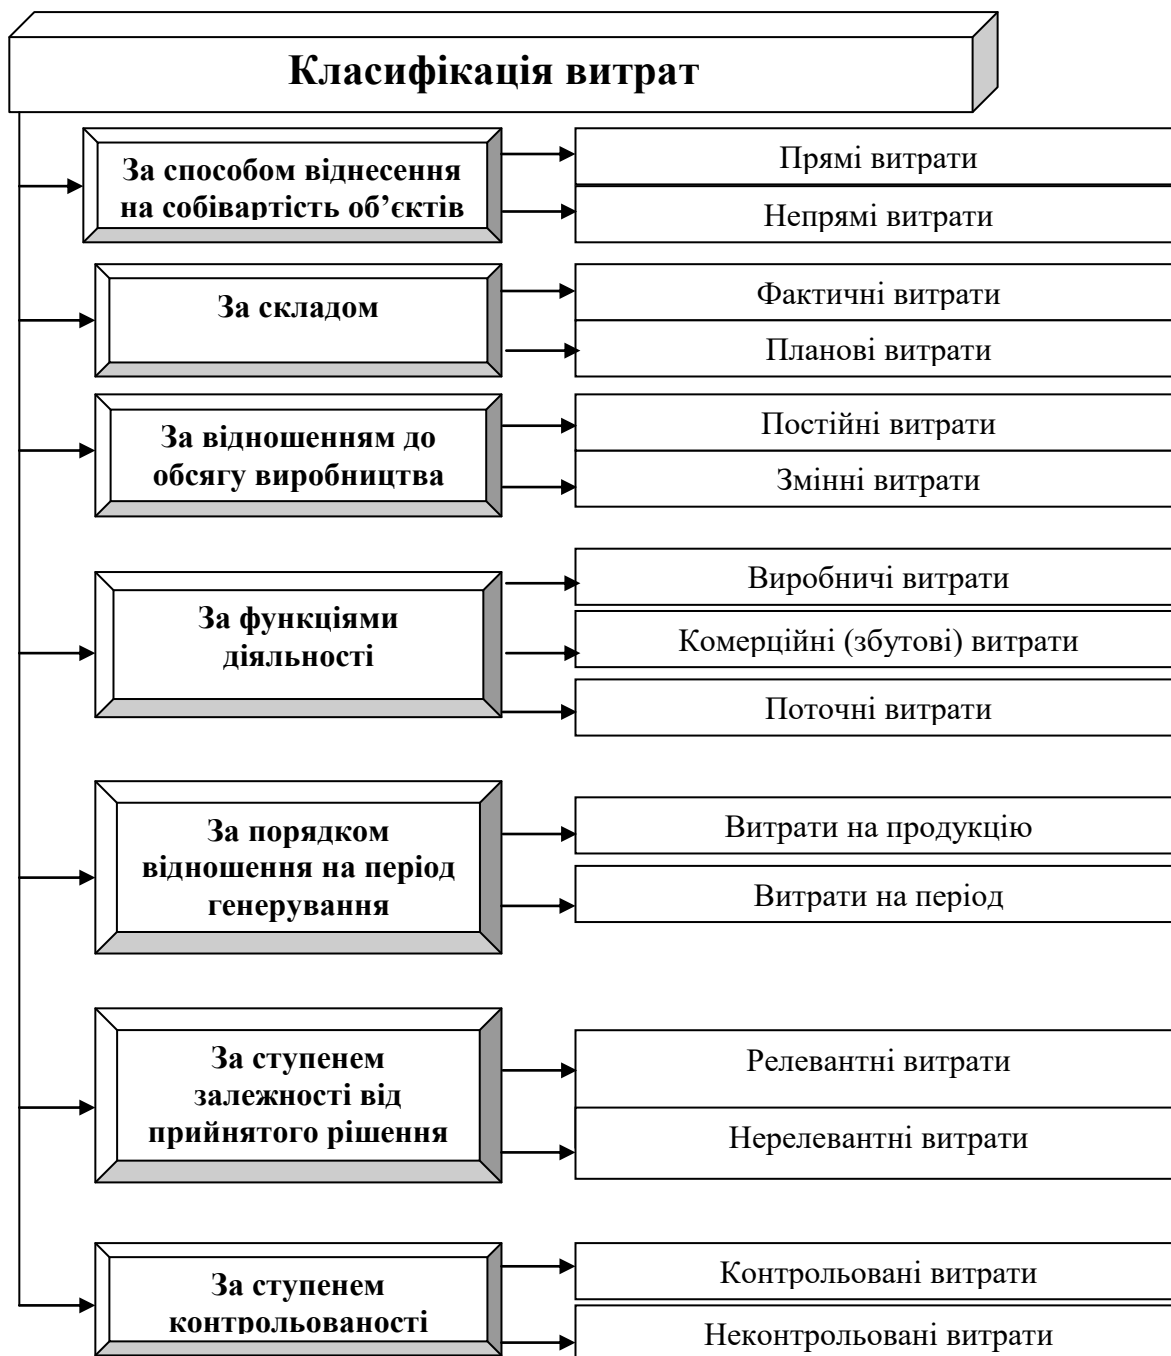 Класифікація витрат
За способом віднесення
на собівартість об’єктів
Прямі витрати
Непрямі витрати
За складом
Фактичні витрати
Планові витрати
За відношенням до
обсягу виробництва
Постійні витрати
Змінні витрати
За функціями
діяльності
Виробничі витрати
Комерційні (збутові) витрати
Поточні витрати
За порядком
відношення на період
генерування
Витрати на продукцію
Витрати на період
За ступенем
залежності від
прийнятого рішення
Релевантні витрати
Нерелевантні витрати
За ступенем
контрольованості
Контрольовані витрати
Неконтрольовані витрати